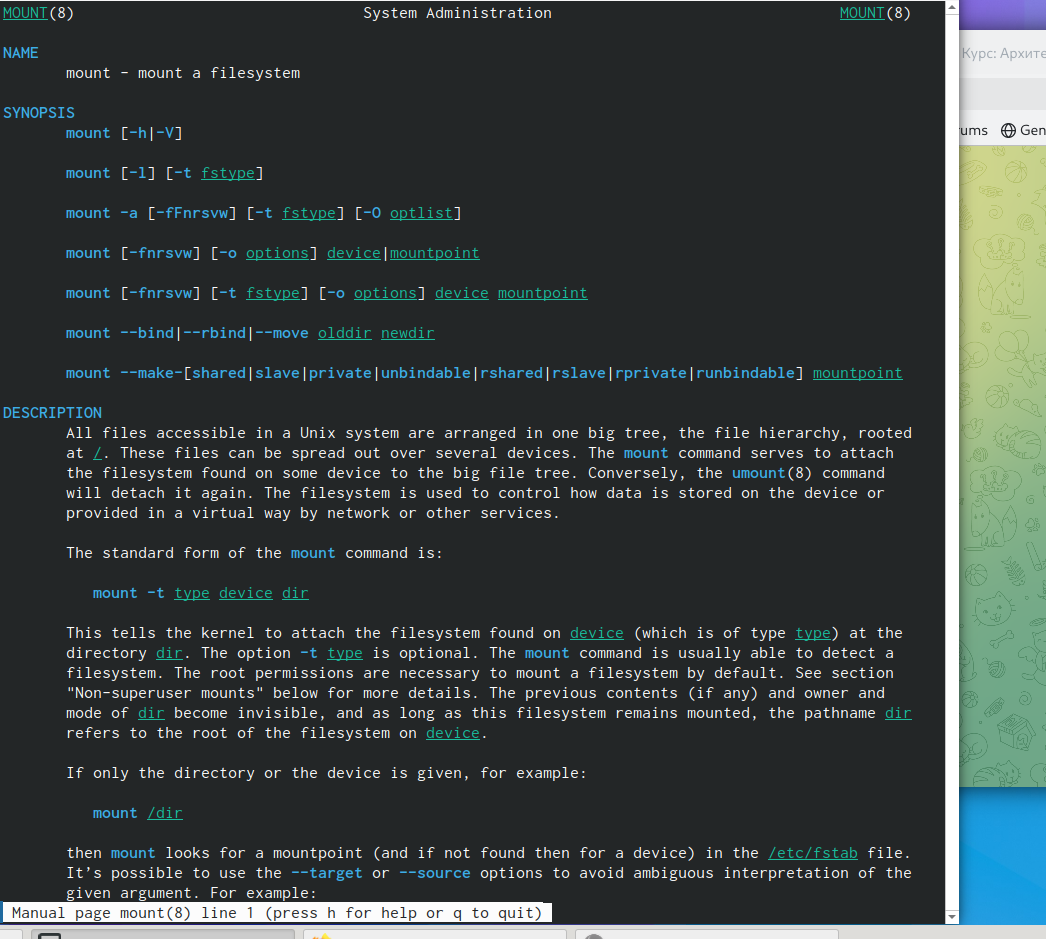 MOUNT(8) System Administration MOUNT(8)
NAME
mount - mount a filesystem
SYNOPSIS
mount [-h|-V]
mount [-l] [-t fstype]
mount -a [-fFnrsvw] [-t fstype] [-O optlist]
mount [-fnrsvw] [-o options] device|mountpoint
mount [-fnrsvw] [-t fstype] [-o options] device mountpoint
mount --bind|--rbind|--move olddir newdir
mount --make-[shared|slave|private|unbindable|rshared|rslave|rprivate|runbindable] mountpoint
DESCRIPTION
All files accessible in a Unix system are arranged in one big tree, the file hierarchy, rooted
at /. These files can be spread out over several devices. The mount command serves to attach
the filesystem found on some device to the big file tree. Conversely, the umount(8) command
will detach it again. The filesystem is used to control how data is stored on the device or
provided in a virtual way by network or other services.
The standard form of the mount command is:
mount -t type device dir
This tells the kernel to attach the filesystem found on device (which is of type type) at the
directory dir. The option -t type is optional. The mount command is usually able to detect a
filesystem. The root permissions are necessary to mount a filesystem by default. See section
"Non-superuser mounts" below for more details. The previous contents (if any) and owner and
mode of dir become invisible, and as long as this filesystem remains mounted, the pathname dir
refers to the root of the filesystem on device.
If only the directory or the device is given, for example:
mount /dir
then mount looks for a mountpoint (and if not found then for a device) in the /etc/fstab file.
It’s possible to use the --target or --source options to avoid ambiguous interpretation of the
given argument. For example:
Manual page mount(8) line 1 (press h for help or q to quit)
Курс: Архите
rums Gen